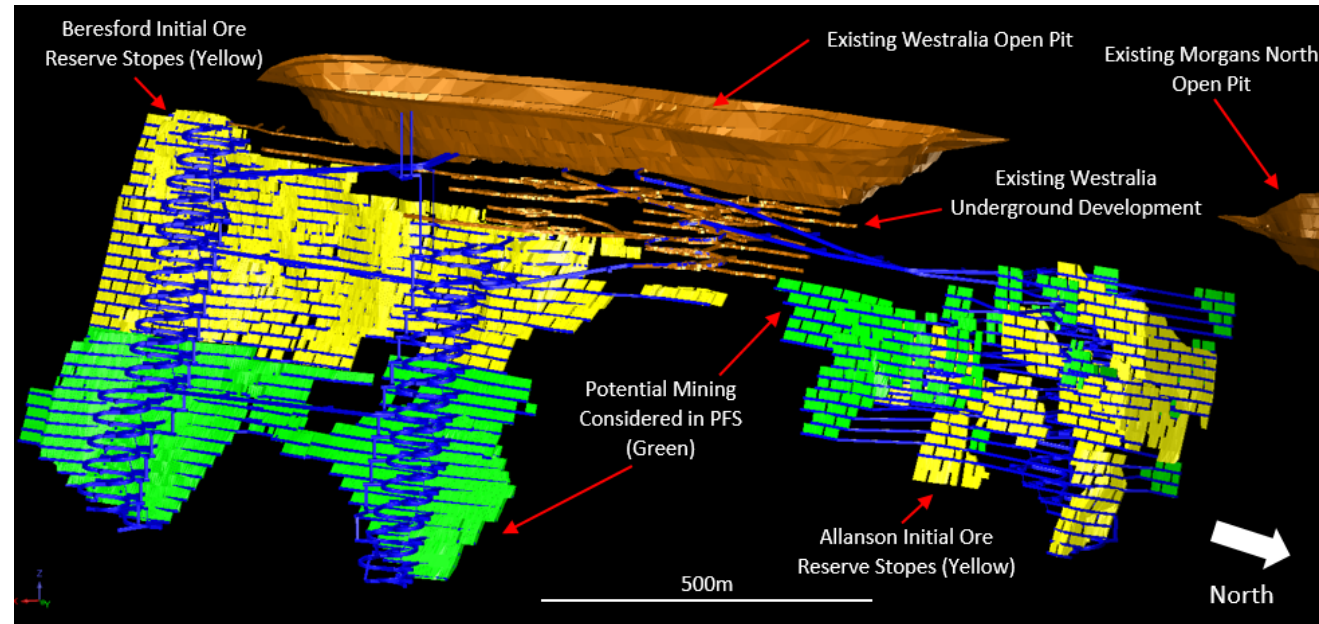 Beresford Initial Ore
Reserve Stopes (Yellow)
Existing Westralia Open Pit
Existing Morgans North
Open Pit
Existing Westralia
Underground Development
Potential Mining
Considered in PFS
(Green)
Allanson Initial Ore
Reserve Stopes (Yellow)
500m
North
Z
Y